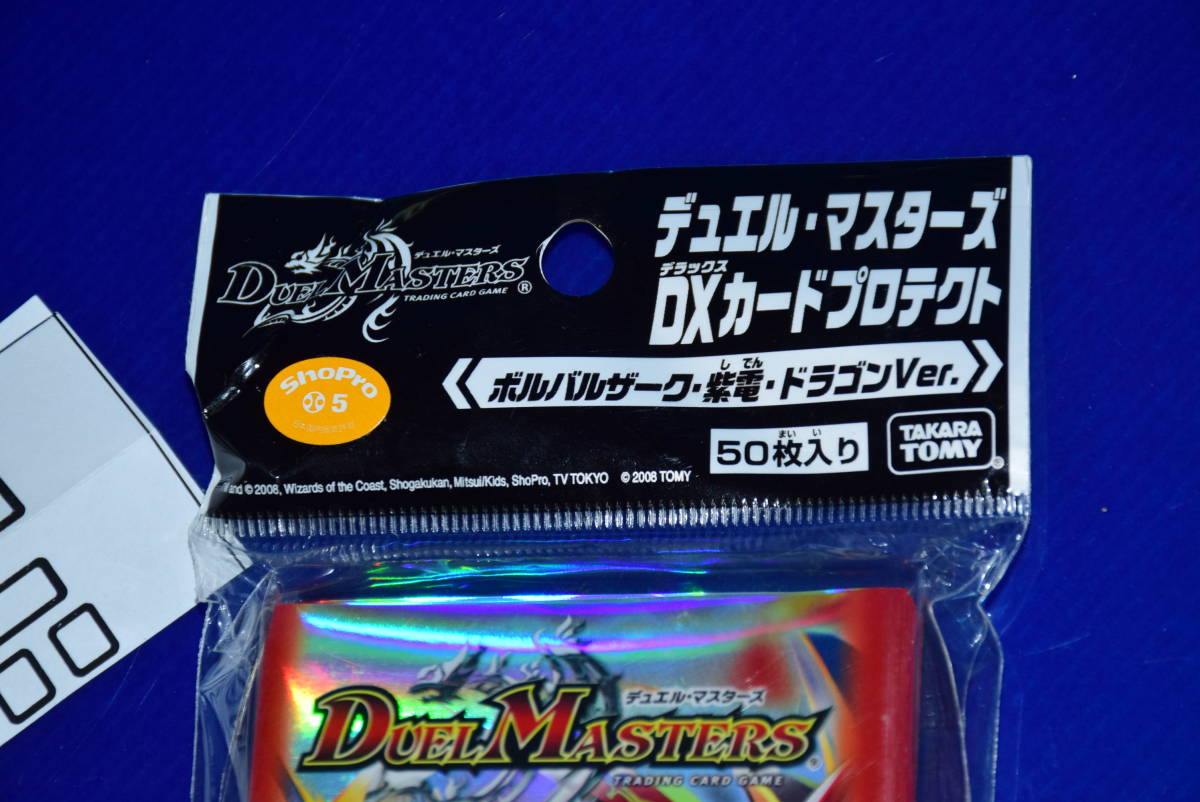 デュエル・マスターズ
DUEL MASTERS®
TRADING CARD GAME
デュエル・マスターズ
デラックス
DXカードプロテクト
しでん
ボルバルザーク・紫電・ドラゴンVer.
ShoPro
5
まいい
50枚入り
TAKARA
TOMY®
and © 2008, Wizards of the Coast, Shogakukan, Mitsui/Kids, ShoPro, TV TOKYO © 2008 TOMY
デュエル・マスターズ
DUEL MASTERS®
TRADING CARD GAME